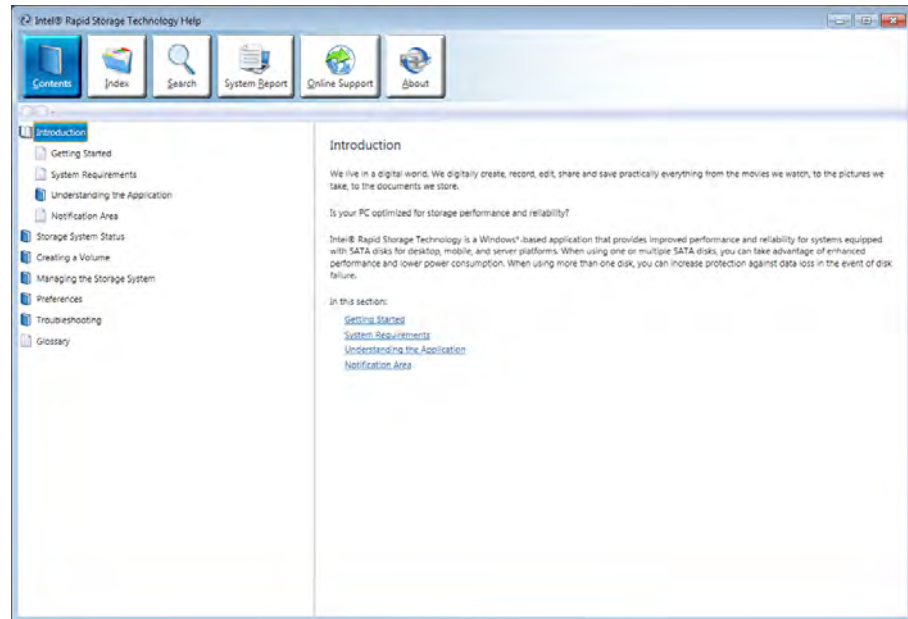 Intel® Rapid Storage Technology Help
Contents
Index
Search
System Report
Online Support
About
Introduction
Getting Started
System Requirements
Understanding the Application
Notification Area
Storage System Status
Creating a Volume
Managing the Storage System
Preferences
Troubleshooting
Glossary
Introduction
We live in a digital world. We digitally create, record, edit, share and save practically everything from the movies we watch, to the pictures we
take, to the documents we store.
Is your PC optimized for storage performance and reliability?
Intel® Rapid Storage Technology is a Windows*-based application that provides improved performance and reliability for systems equipped
with SATA disks for desktop, mobile, and server platforms. When using one or multiple SATA disks, you can take advantage of enhanced
performance and lower power consumption. When using more than one disk, you can increase protection against data loss in the event of disk
failure.
In this section:
Getting Started
System Requirements
Understanding the Application
Notification Area